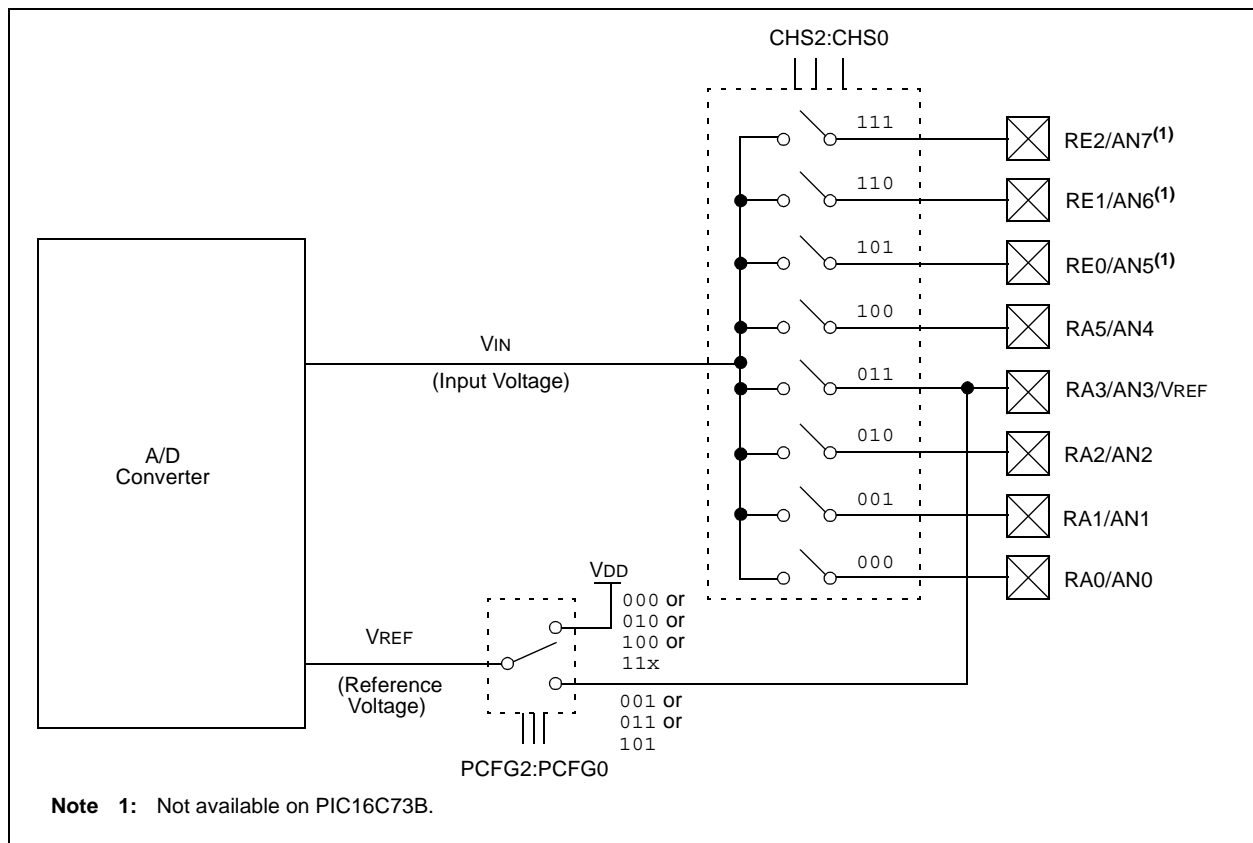 CHS2:CHS0
111
RE2/AN7(1)
110
RE1/AN6(1)
101
RE0/AN5(1)
100
RA5/AN4
VIN
(Input Voltage)
011
RA3/AN3/VREF
A/D
Converter
010
RA2/AN2
001
RA1/AN1
000
RA0/AN0
VDD
000 or
010 or
100 or
11x
VREF
(Reference
Voltage)
001 or
011 or
101
PCFG2:PCFG0
Note 1: Not available on PIC16C73B.